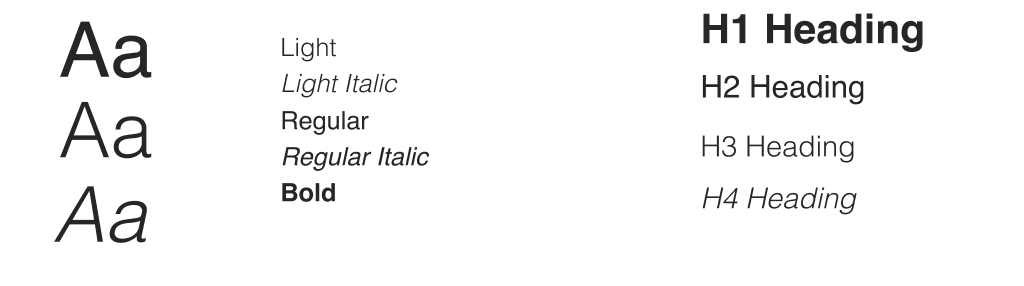 Aa
Aa
Aa
Light
Light Italic
Regular
Regular Italic
Bold
H1 Heading
H2 Heading
H3 Heading
H4 Heading